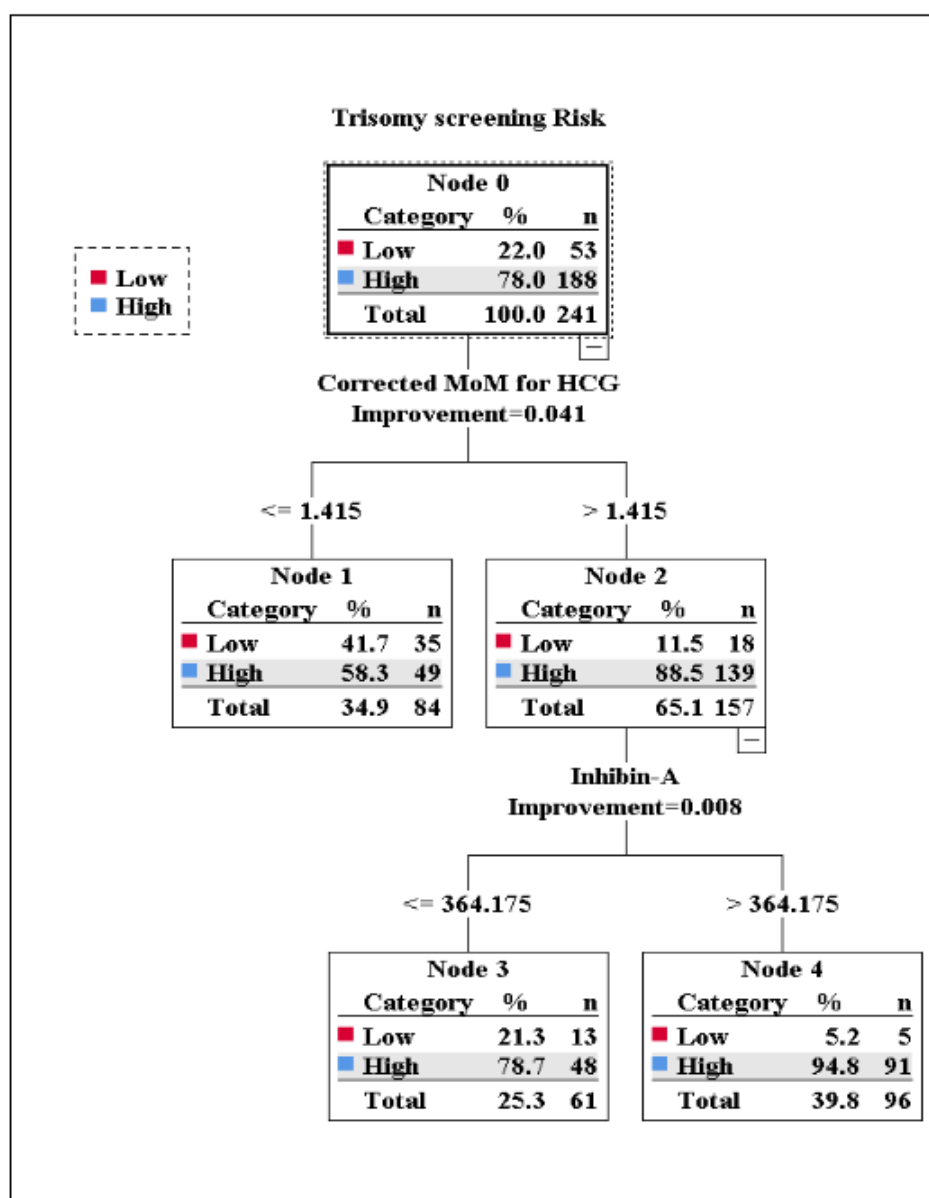 Trisomy screening Risk
Node 0
Category % n
Low 22.0 53
High 78.0 188
Total 100.0 241
Low
High
Corrected MoM for HCG
Improvement=0.041
<= 1.415
> 1.415
Node 1
Category % n
Low 41.7 35
High 58.3 49
Total 34.9 84
Node 2
Category % n
Low 11.5 18
High 88.5 139
Total 65.1 157
Inhibin-A
Improvement=0.008
<= 364.175
> 364.175
Node 3
Category % n
Low 21.3 13
High 78.7 48
Total 25.3 61
Node 4
Category % n
Low 5.2 5
High 94.8 91
Total 39.8 96